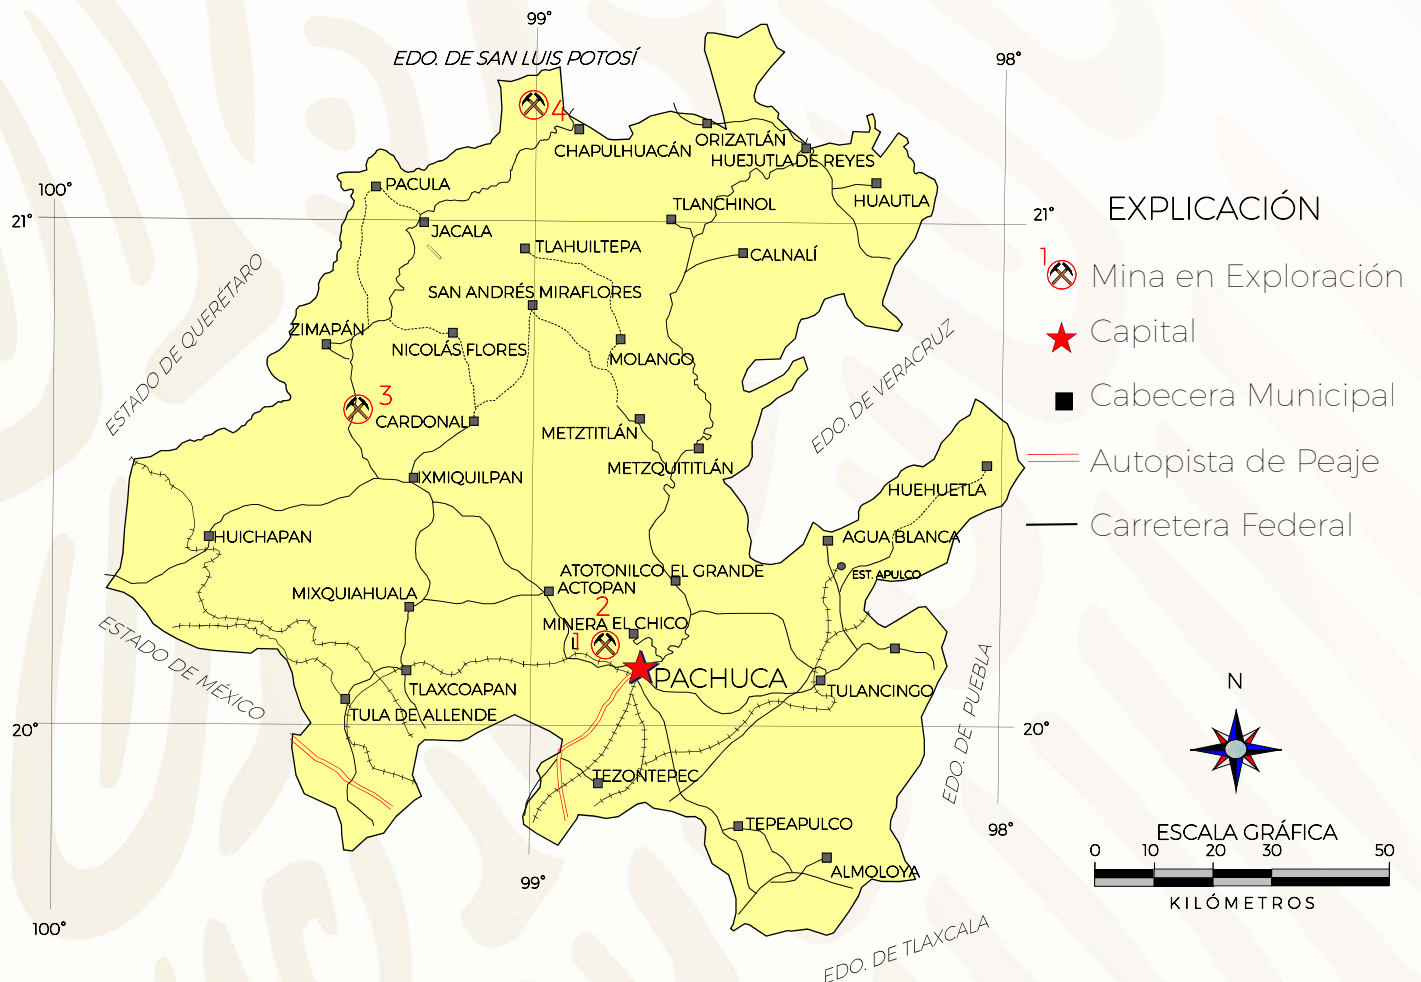 99°
EDO. DE SAN LUIS POTOSÍ
98°
4
CHAPULHUACÁN
ORIZATLÁN
HUEJUTLA DE REYES
100°
PACULA
HUAUTLA
TLANCHINOL
21°
21°
JACALA
TLAHUILTEPA
CALNALÍ
SAN ANDRÉS MIRAFLORES
ESTADO DE QUERÉTARO
ZIMAPÁN
NICOLÁS FLORES
MOLANGO
EDO. DE VERACRUZ
3
CARDONAL
METZTITLÁN
METZQUITITLÁN
IXMIQUILPAN
HUEHUETLA
HUICHAPAN
AGUA BLANCA
ATOTONILCO EL GRANDE
EST. APULCO
ACTOPAN
MIXQUIAHUALA
2
MINERA EL CHICO
1
ESTADO DE MÉXICO
PACHUCA
TLAXCOAPAN
TULANCINGO
TULA DE ALLENDE
EDO. DE PUEBLA
20°
20°
TEZONTEPEC
TEPEAPULCO
98°
ALMOLOYA
99°
100°
EDO. DE TLAXCALA
EXPLICACIÓN
1
Mina en Exploración
Capital
Cabecera Municipal
Autopista de Peaje
Carretera Federal
N
ESCALA GRÁFICA
0 10 20 30 50
KILÓMETROS